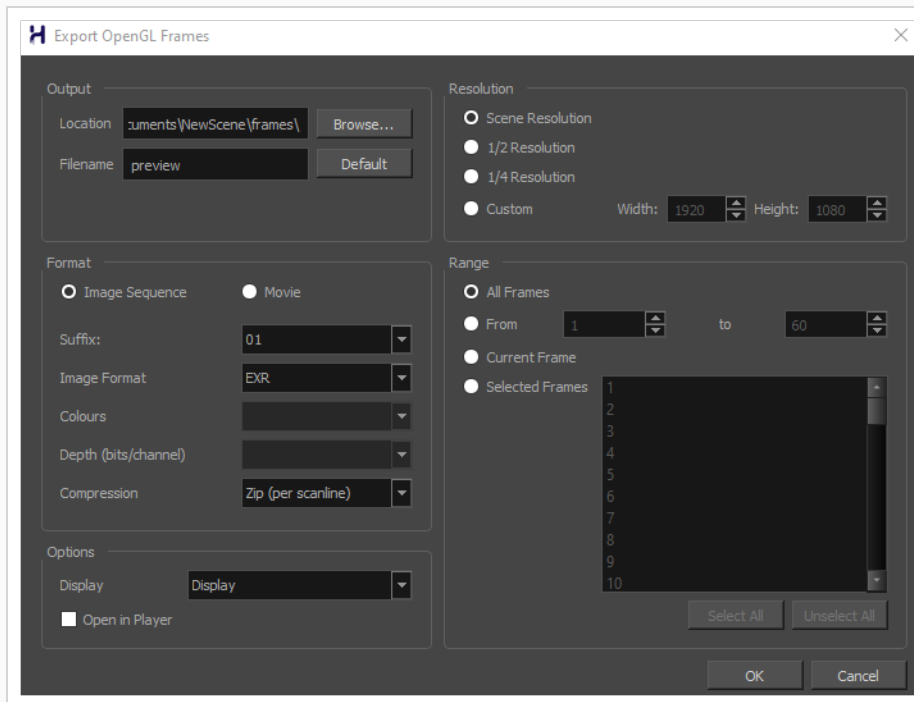 Export OpenGL Frames
Output
Location :uments\NewScene\frames\ Browse...
Filename preview Default
Resolution
Scene Resolution
1/2 Resolution
1/4 Resolution
Custom Width: 1920 Height: 1080
Format
Image Sequence Movie
Suffix: 01
Image Format EXR
Colours
Depth (bits/channel)
Compression Zip (per scanline)
Options
Display Display
Open in Player
Range
All Frames
From 1 to 60
Current Frame
Selected Frames 1
2
3
4
5
6
7
8
9
10
Select All Unselect All
OK Cancel